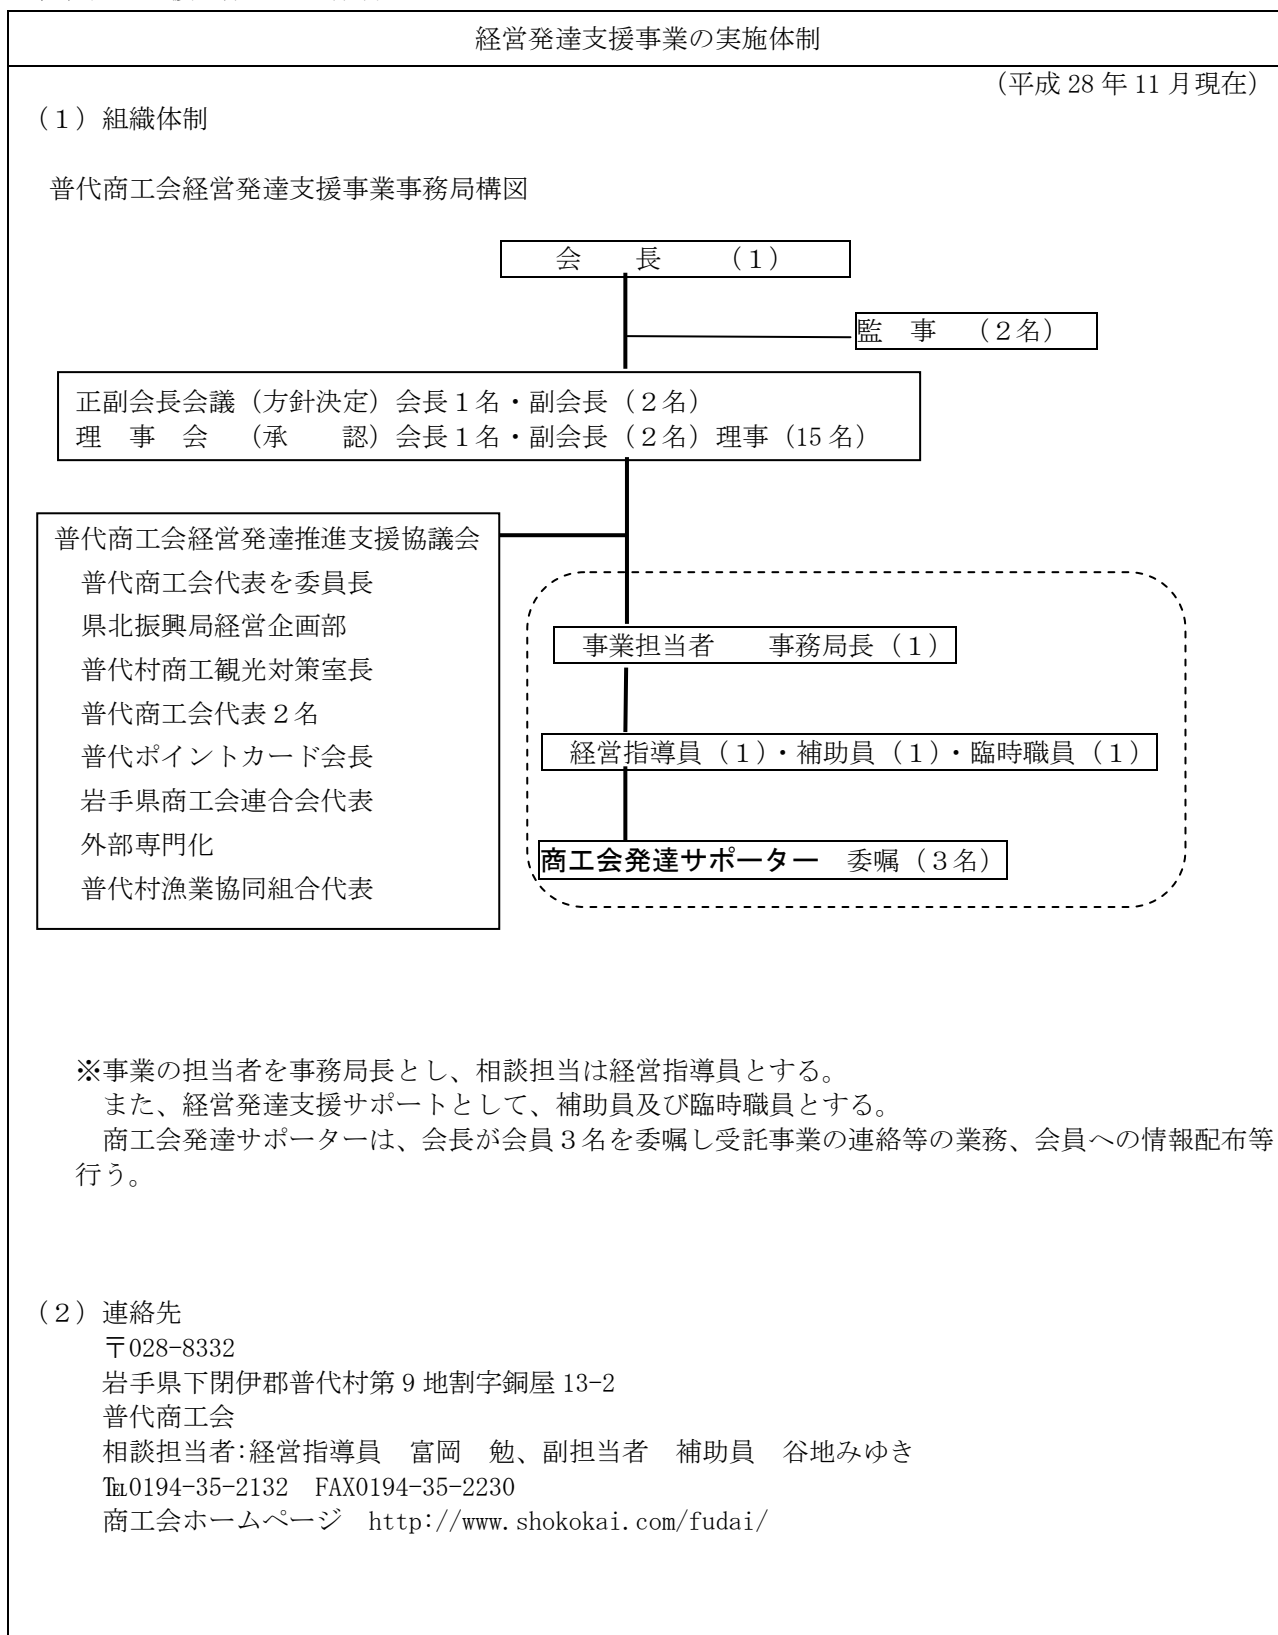 経営発達支援事業の実施体制
（平成 28 年 11 月現在）
（１）組織体制
普代商工会経営発達支援事業事務局構図
会　長　（１）
監　事　（２名）
正副会長会議（方針決定）会長１名・副会長（２名）
理　事　会　（承　　認）会長１名・副会長（２名）理事（15 名）
普代商工会経営発達推進支援協議会
普代商工会代表を委員長
県北振興局経営企画部
普代村商工観光対策室長
普代商工会代表２名
普代ポイントカード会長
岩手県商工会連合会代表
外部専門化
普代村漁業協同組合代表
事業担当者　　事務局長（１）
経営指導員（１）・補助員（１）・臨時職員（１）
商工会発達サポーター　委嘱（３名）
※事業の担当者を事務局長とし、相談担当は経営指導員とする。
また、経営発達支援サポートとして、補助員及び臨時職員とする。
商工会発達サポーターは、会長が会員３名を委嘱し受託事業の連絡等の業務、会員への情報配布等
行う。
（２）連絡先
〒028-8332
岩手県下閉伊郡普代村第 9 地割字銅屋 13-2
普代商工会
相談担当者：経営指導員　富岡　勉、副担当者　補助員　谷地みゆき
℡0194-35-2132　FAX0194-35-2230
商工会ホームページ　http://www.shokokai.com/fudai/